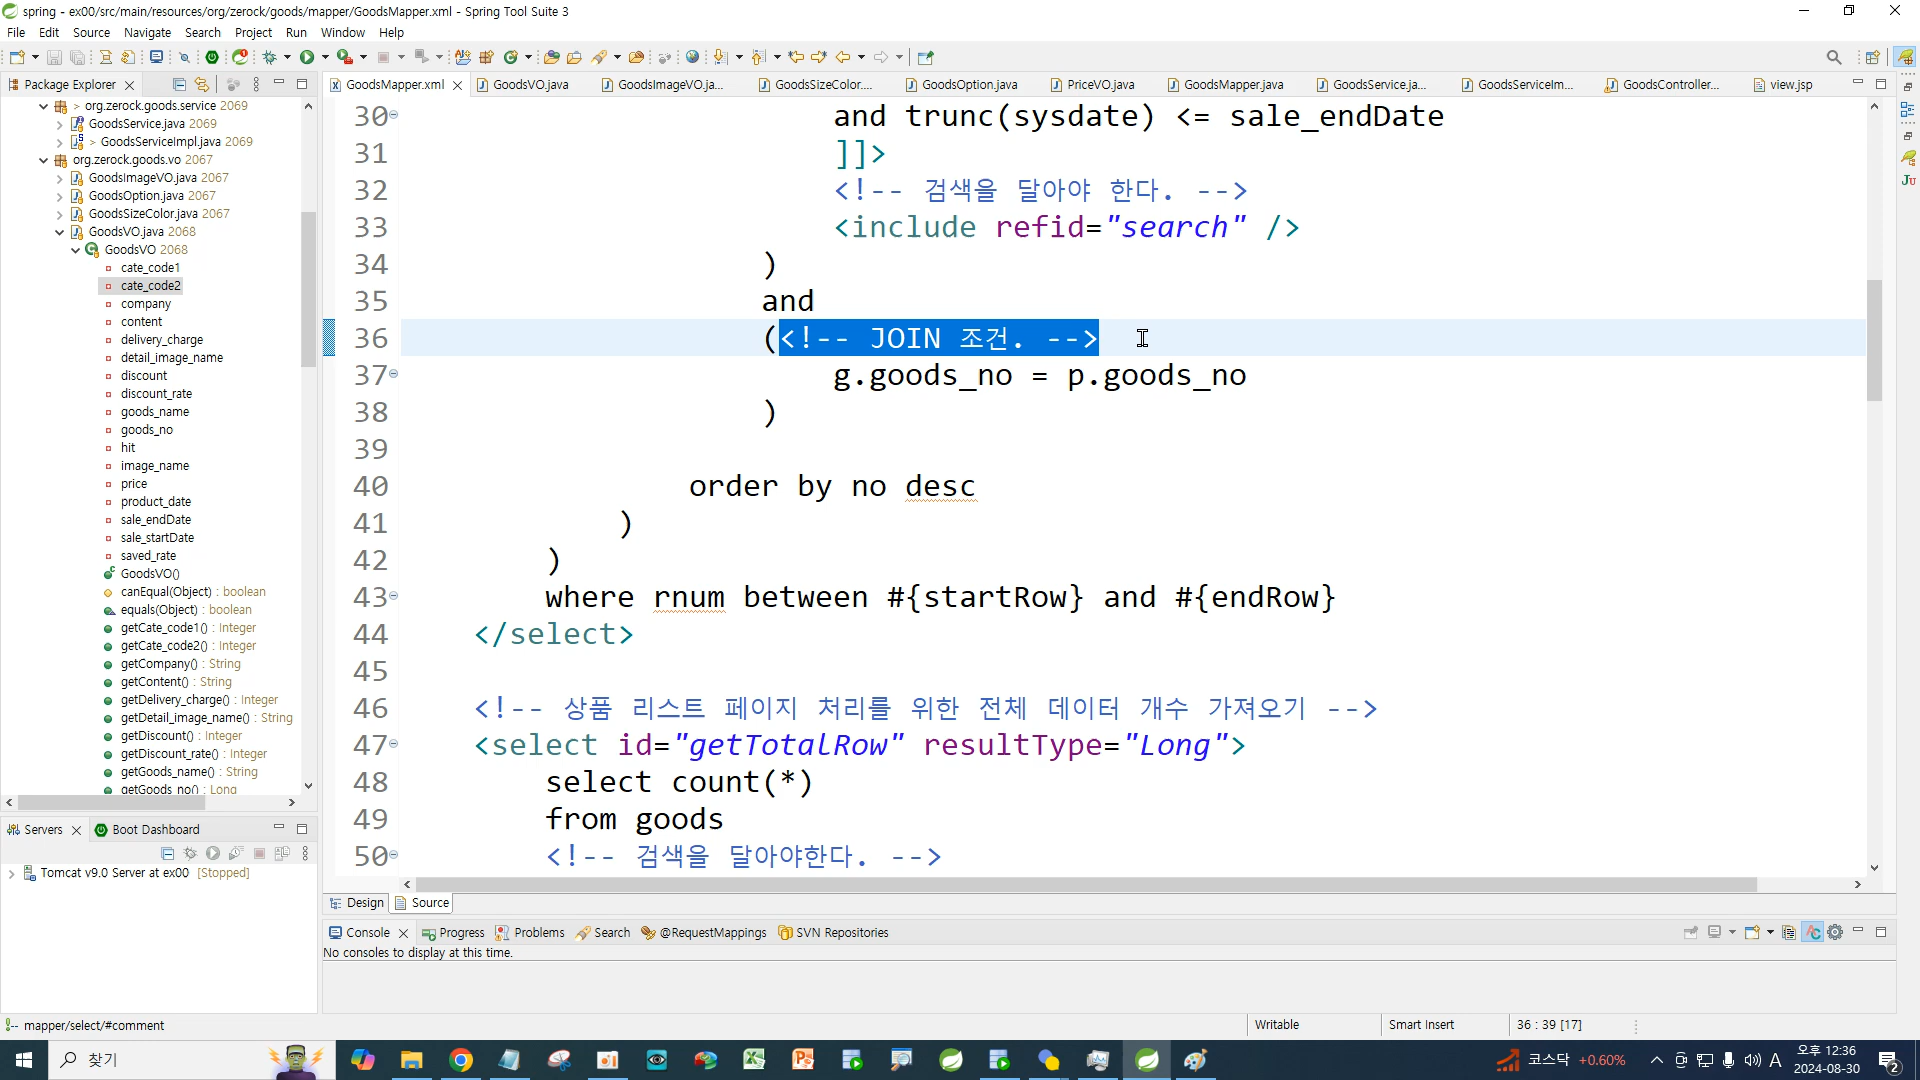 spring - ex00/src/main/resources/org/zerock/goods/mapper/GoodsMapper.xml - Spring Tool Suite 3
File Edit Source Navigate Search Project Run Window Help
Package Explorer
> org.zerock.goods.service 2069
GoodsService.java 2069
> GoodsServiceImpl.java 2069
org.zerock.goods.vo 2067
GoodsImageVO.java 2067
GoodsOption.java 2067
GoodsSizeColor.java 2067
GoodsVO.java 2068
GoodsVO 2068
cate_code1
cate_code2
company
content
delivery_charge
detail_image_name
discount
discount_rate
goods_name
goods_no
hit
image_name
price
product_date
sale_endDate
sale_startDate
saved_rate
GoodsVO()
canEqual(Object) : boolean
equals(Object) : boolean
getCate_code1() : Integer
getCate_code2() : Integer
getCompany() : String
getContent() : String
getDelivery_charge() : Integer
getDetail_image_name() : String
getDiscount() : Integer
getDiscount_rate() : Integer
getGoods_name() : String
getGoods_no() : Long
Servers Boot Dashboard
Tomcat v9.0 Server at ex00 [Stopped]
GoodsMapper.xml GoodsVO.java GoodsImageVO.ja... GoodsSizeColor.... GoodsOption.java PriceVO.java GoodsMapper.java GoodsService.ja... GoodsServiceIm... GoodsController... view.jsp
30 and trunc(sysdate) <= sale_endDate
31 ]]>
32 <!-- 검색을 달아야 한다. -->
33 <include refid="search" />
34 )
35 and
36 (<!-- JOIN 조건. -->
37 g.goods_no = p.goods_no
38 )
39
40 order by no desc
41 )
42 )
43 where rnum between #{startRow} and #{endRow}
44 </select>
45
46 <!-- 상품 리스트 페이지 처리를 위한 전체 데이터 개수 가져오기 -->
47 <select id="getTotalRow" resultType="Long">
48 select count(*)
49 from goods
50 <!-- 검색을 달아야한다. -->
Design Source
Console Progress Problems Search @RequestMappings SVN Repositories
No consoles to display at this time.
mapper/select/#comment
Writable Smart Insert 36 : 39 [17]
찾기
코스닥 +0.60%
A
오후 12:36
2024-08-30
2